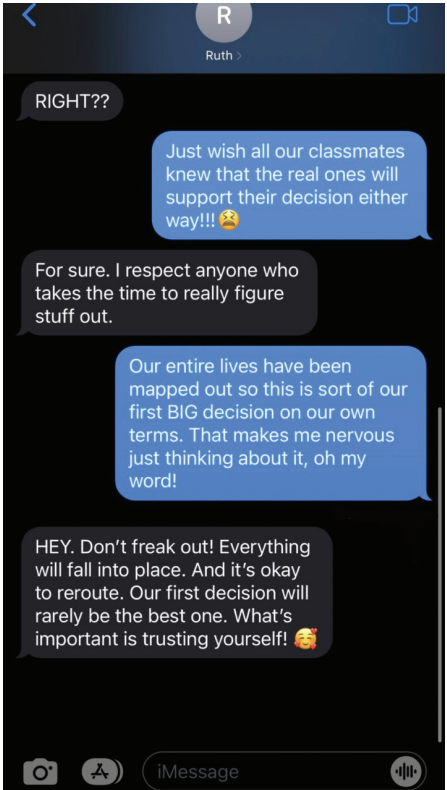 R
Ruth
RIGHT??
Just wish all our classmates
knew that the real ones will
support their decision either
way!!!😫
For sure. I respect anyone who
takes the time to really figure
stuff out.
Our entire lives have been
mapped out so this is sort of our
first BIG decision on our own
terms. That makes me nervous
just thinking about it, oh my
word!
HEY. Don’t freak out! Everything
will fall into place. And it’s okay
to reroute. Our first decision will
rarely be the best one. What’s
important is trusting yourself! 🥰
iMessage